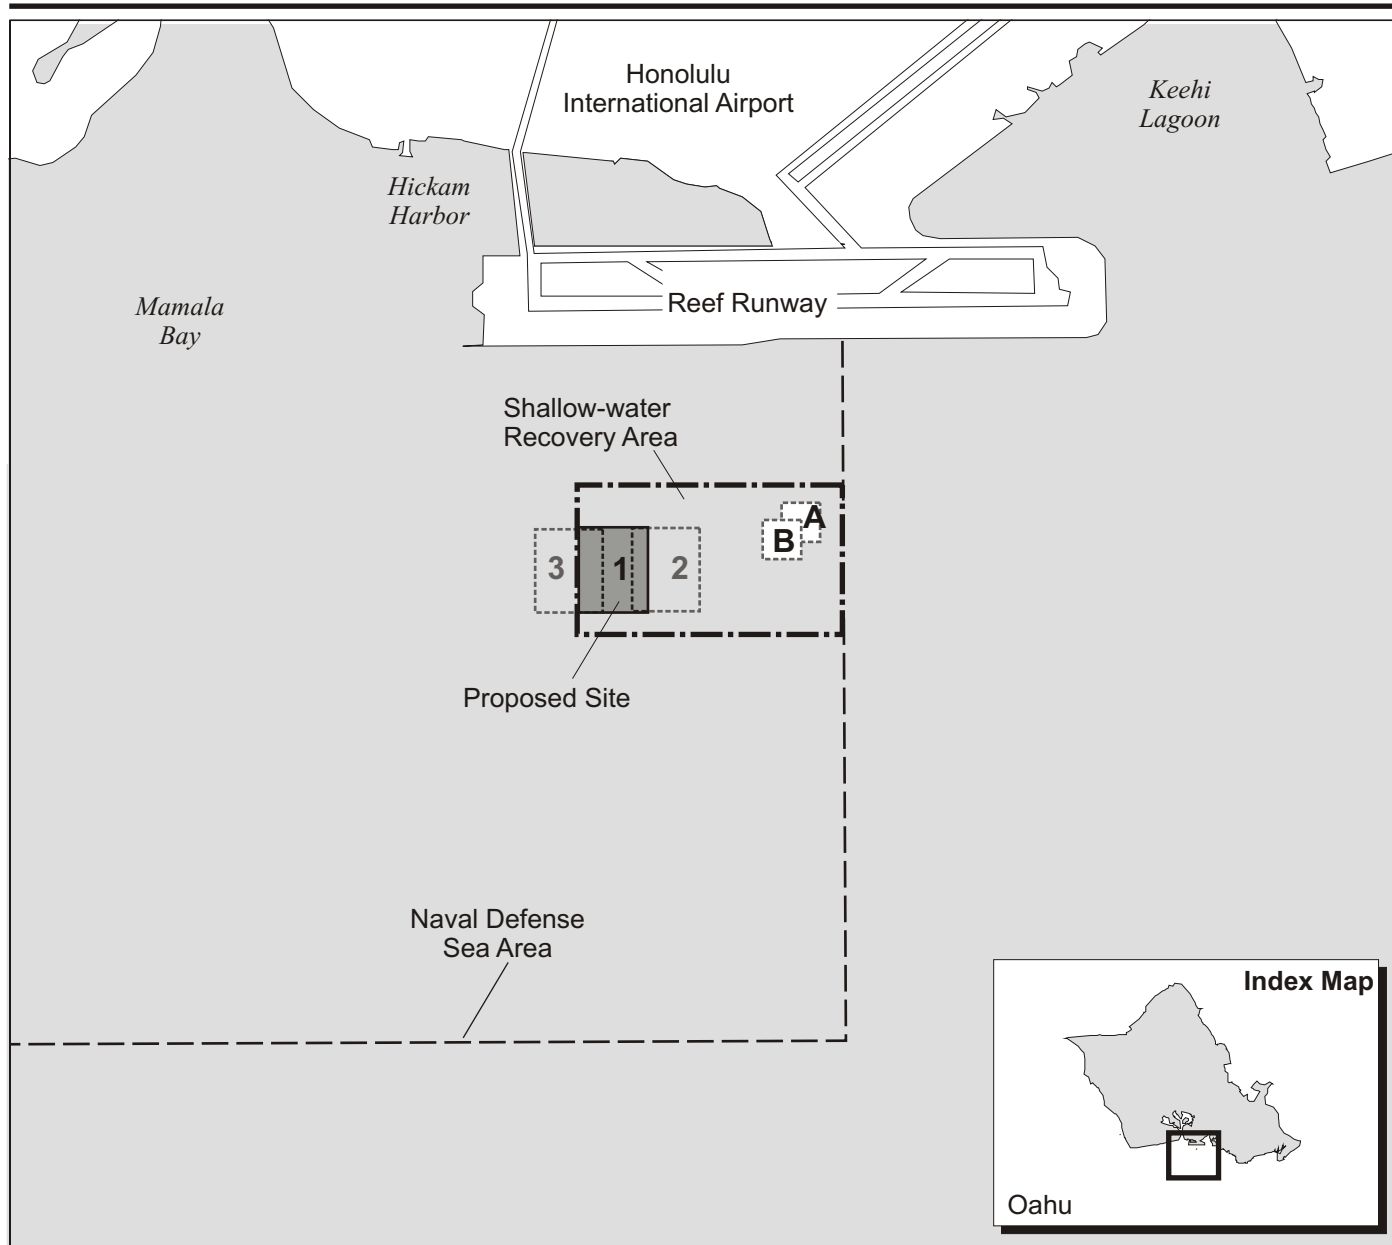 Honolulu
International Airport
Keehi
Lagoon
Hickam
Harbor
Mamala
Bay
Reef Runway
Shallow-water
Recovery Area
A
B
3
1
2
Proposed Site
Naval Defense
Sea Area
Index Map
Oahu